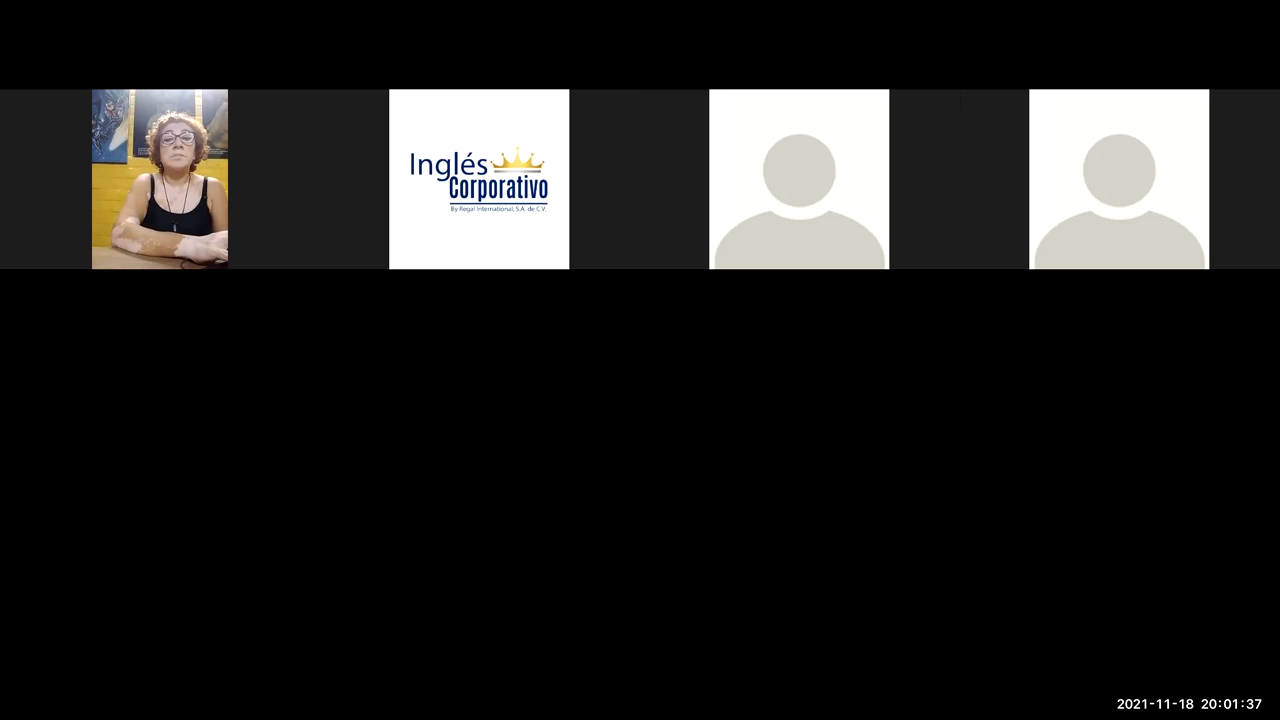 Inglés
Corporativo
By Regal International, S.A. de C.V.
2021-11-18 20:01:37